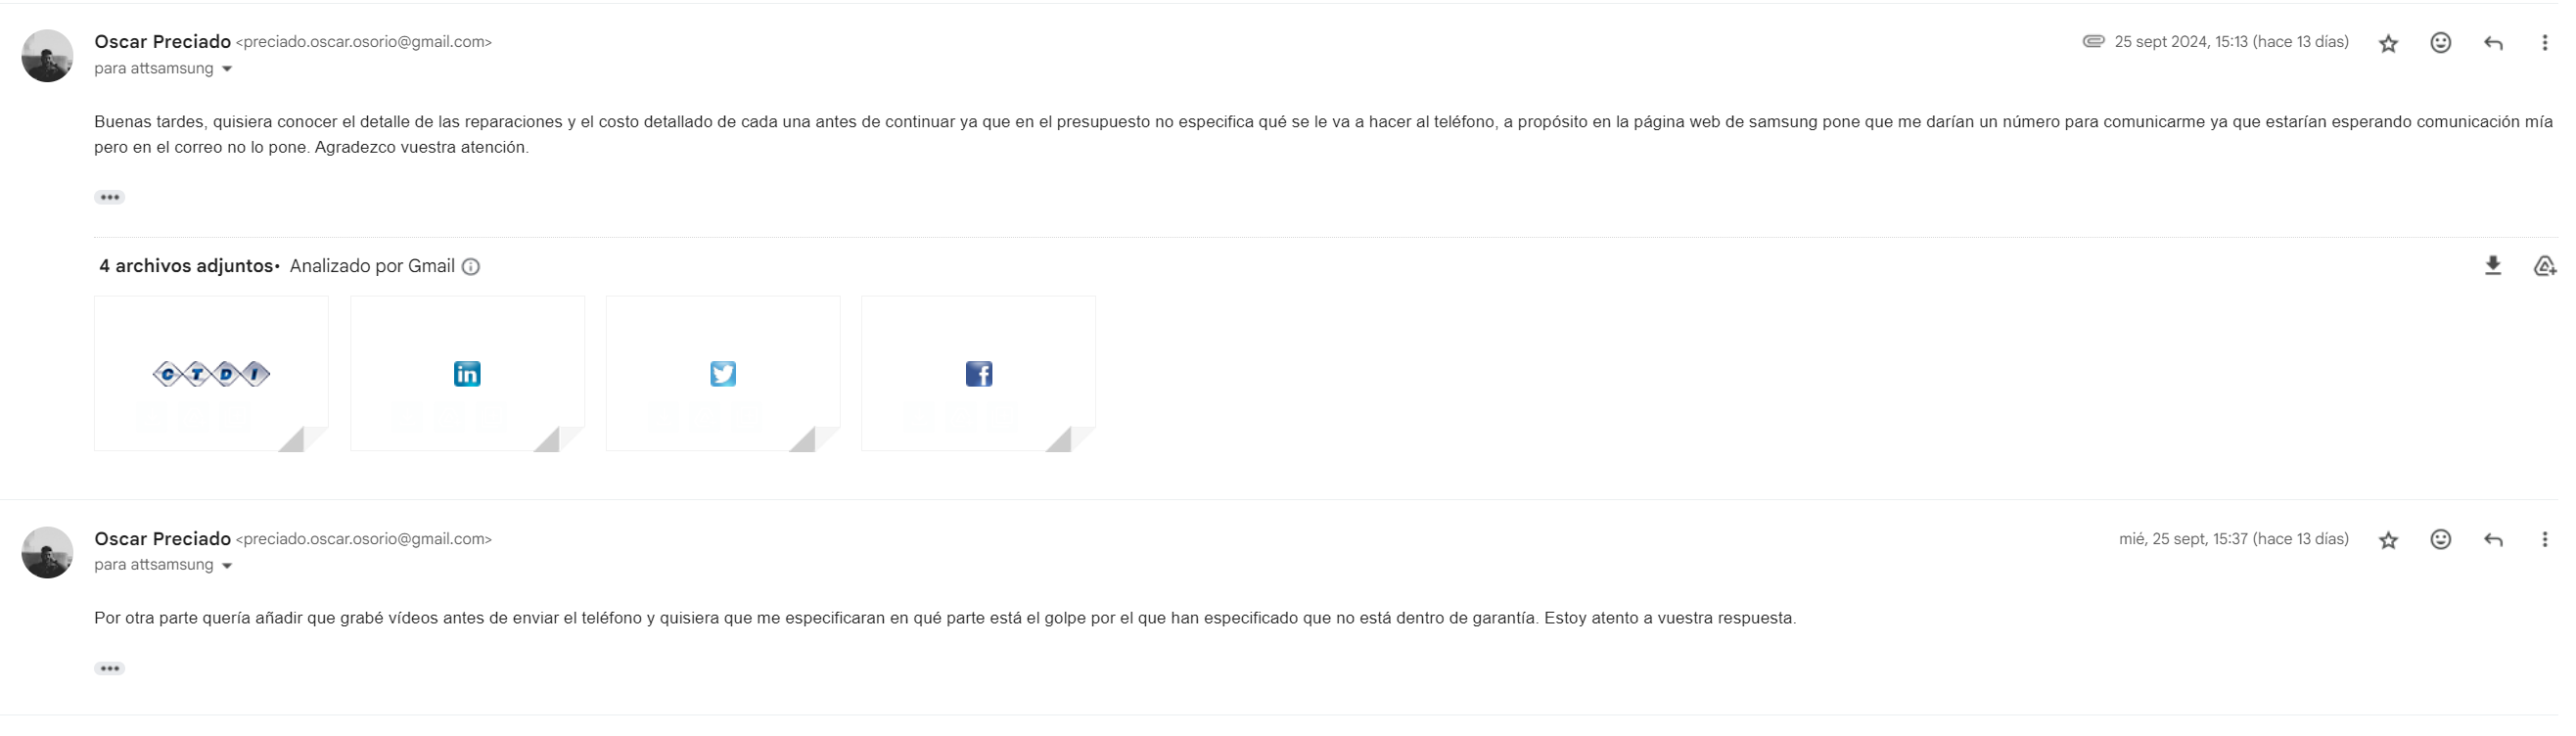 Oscar Preciado <preciado.oscar.osorio@gmail.com>
25 sept 2024, 15:13 (hace 13 días)
para attsamsung
Buenas tardes, quisiera conocer el detalle de las reparaciones y el costo detallado de cada una antes de continuar ya que en el presupuesto no especifica qué se le va a hacer al teléfono, a propósito en la página web de samsung pone que me darían un número para comunicarme ya que estarían esperando comunicación mía
pero en el correo no lo pone. Agradezco vuestra atención.
4 archivos adjuntos• Analizado por Gmail
CTDI
in
f
Oscar Preciado <preciado.oscar.osorio@gmail.com>
mié, 25 sept, 15:37 (hace 13 días)
para attsamsung
Por otra parte quería añadir que grabé vídeos antes de enviar el teléfono y quisiera que me especificaran en qué parte está el golpe por el que han especificado que no está dentro de garantía. Estoy atento a vuestra respuesta.